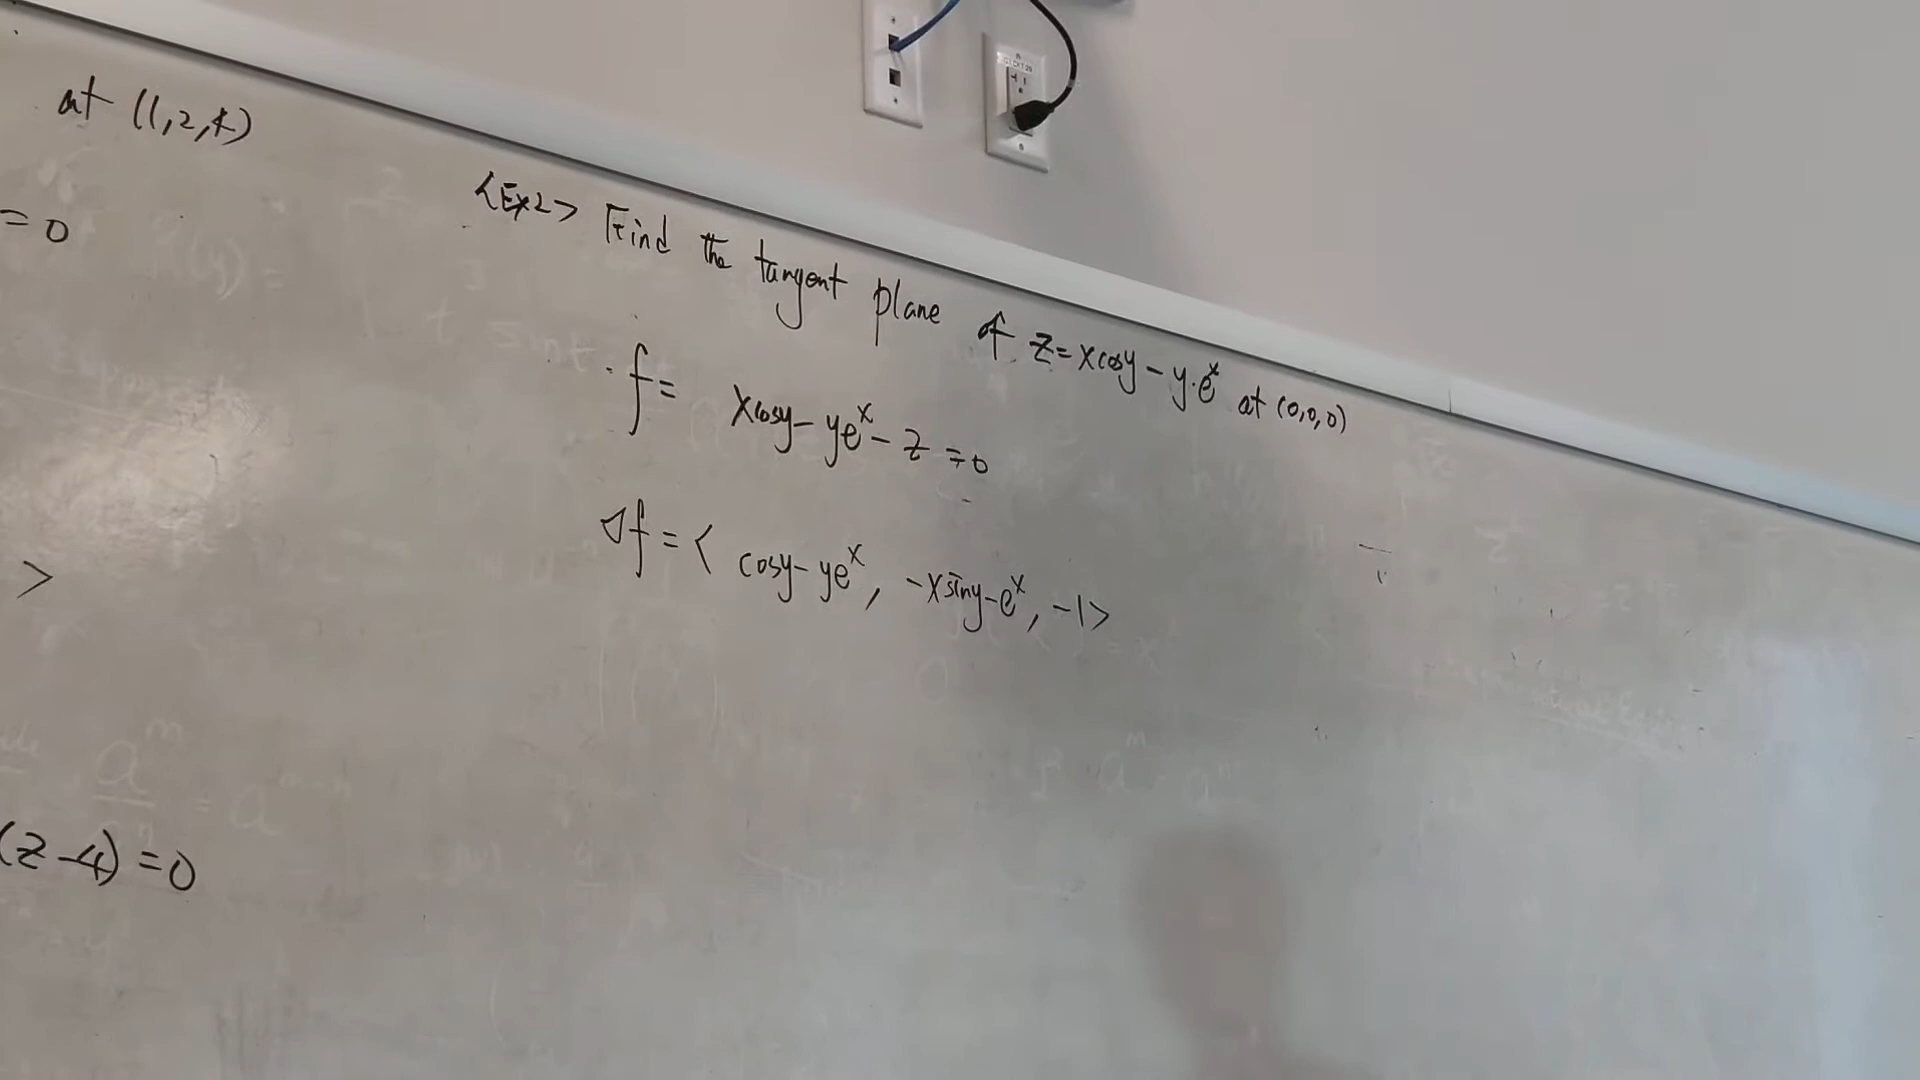 at (1,2,4)
= 0
>
(z-4) = 0
<Ex2> Find the tangent plane of z = xcosy - y·e^x at (0,0,0)
f = xcosy - ye^x - z = 0
∇f = < cosy - ye^x, -xsiny - e^x, -1 >